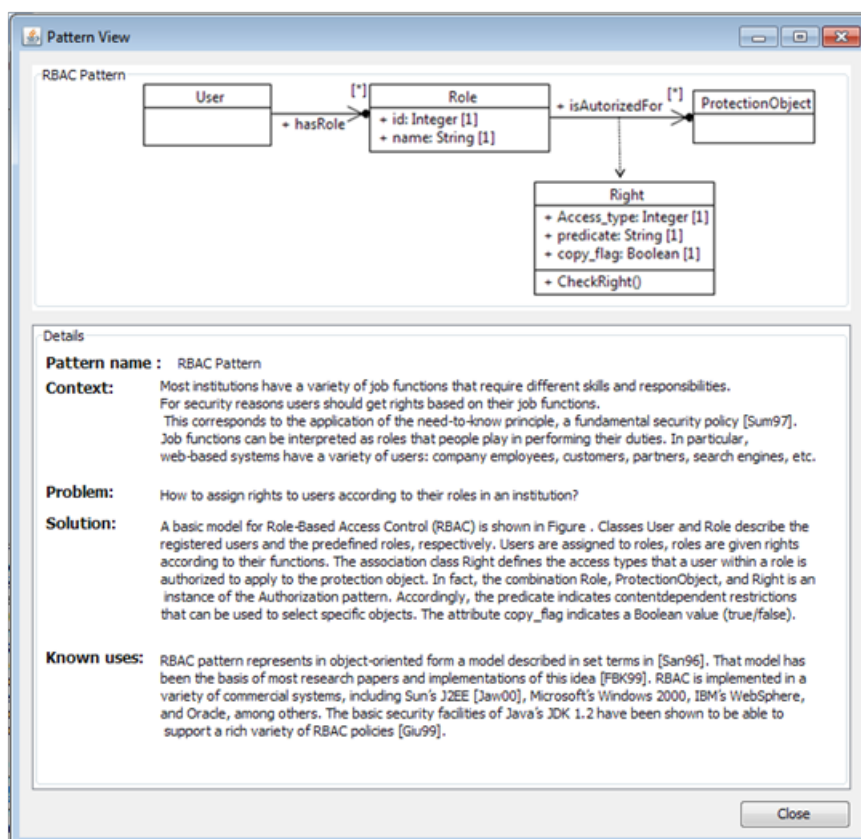 Pattern View
RBAC Pattern
User
[*]
Role
[*]
ProtectionObject
+ hasRole
+ id: Integer [1]
+ name: String [1]
+ isAutorizedFor
Right
+ Access_type: Integer [1]
+ predicate: String [1]
+ copy_flag: Boolean [1]
+ CheckRight()
Details
Pattern name : RBAC Pattern
Context: Most institutions have a variety of job functions that require different skills and responsibilities.
For security reasons users should get rights based on their job functions.
This corresponds to the application of the need-to-know principle, a fundamental security policy [Sum97].
Job functions can be interpreted as roles that people play in performing their duties. In particular,
web-based systems have a variety of users: company employees, customers, partners, search engines, etc.
Problem: How to assign rights to users according to their roles in an institution?
Solution: A basic model for Role-Based Access Control (RBAC) is shown in Figure . Classes User and Role describe the
registered users and the predefined roles, respectively. Users are assigned to roles, roles are given rights
according to their functions. The association class Right defines the access types that a user within a role is
authorized to apply to the protection object. In fact, the combination Role, ProtectionObject, and Right is an
instance of the Authorization pattern. Accordingly, the predicate indicates contentdependent restrictions
that can be used to select specific objects. The attribute copy_flag indicates a Boolean value (true/false).
Known uses: RBAC pattern represents in object-oriented form a model described in set terms in [San96]. That model has
been the basis of most research papers and implementations of this idea [FBK99]. RBAC is implemented in a
variety of commercial systems, including Sun's J2EE [Jaw00], Microsoft's Windows 2000, IBM's WebSphere,
and Oracle, among others. The basic security facilities of Java's JDK 1.2 have been shown to be able to
support a rich variety of RBAC policies [Giu99].
Close